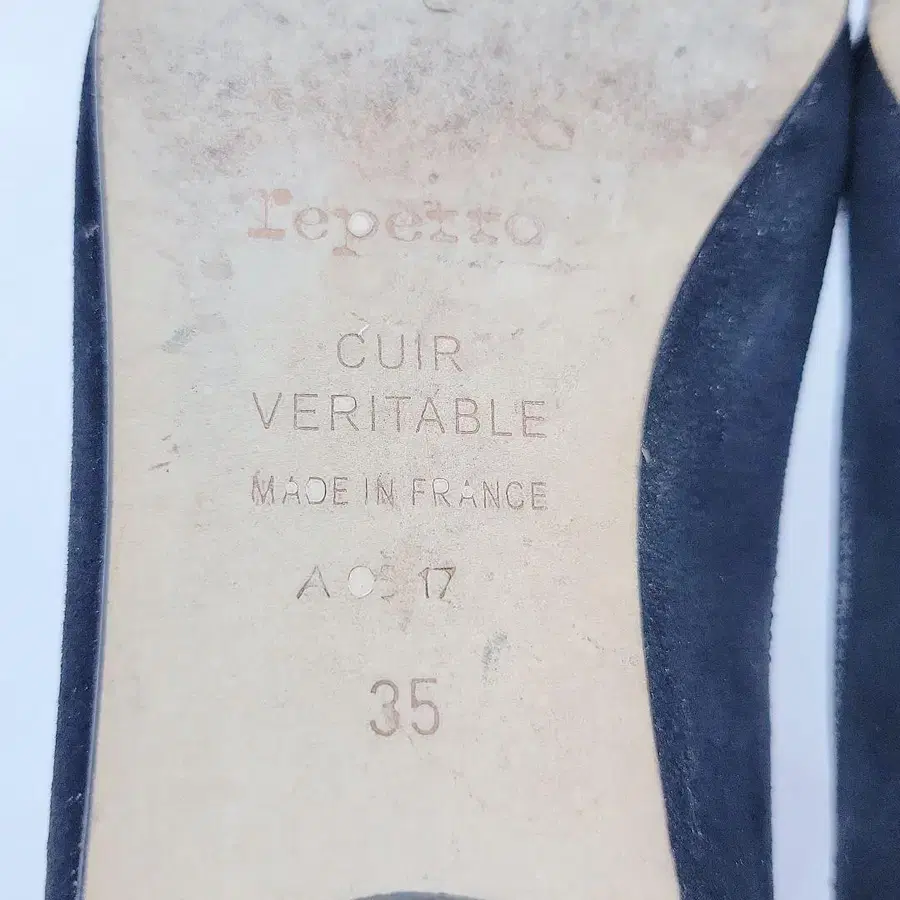 repetto
CUIR
VERITABLE
MADE IN FRANCE
35